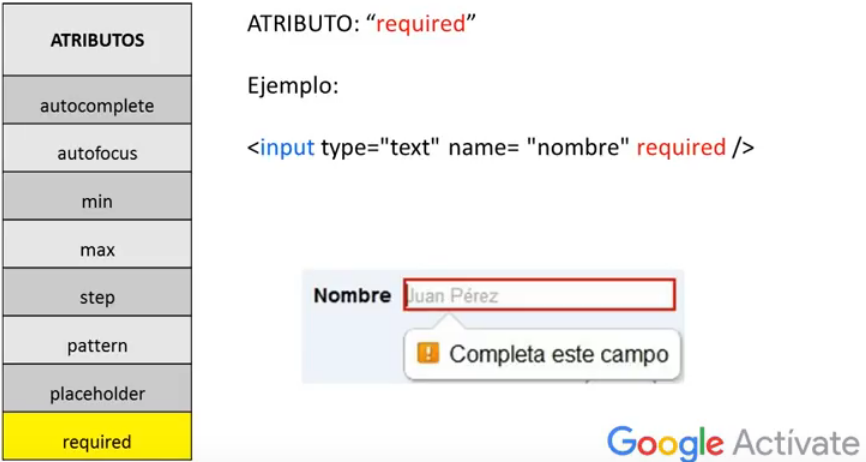 ATRIBUTOS
autocomplete
autofocus
min
max
step
pattern
placeholder
required
ATRIBUTO: “required”
Ejemplo:
<input type="text" name= "nombre" required />
Nombre Juan Pérez
! Completa este campo
Google Actívate